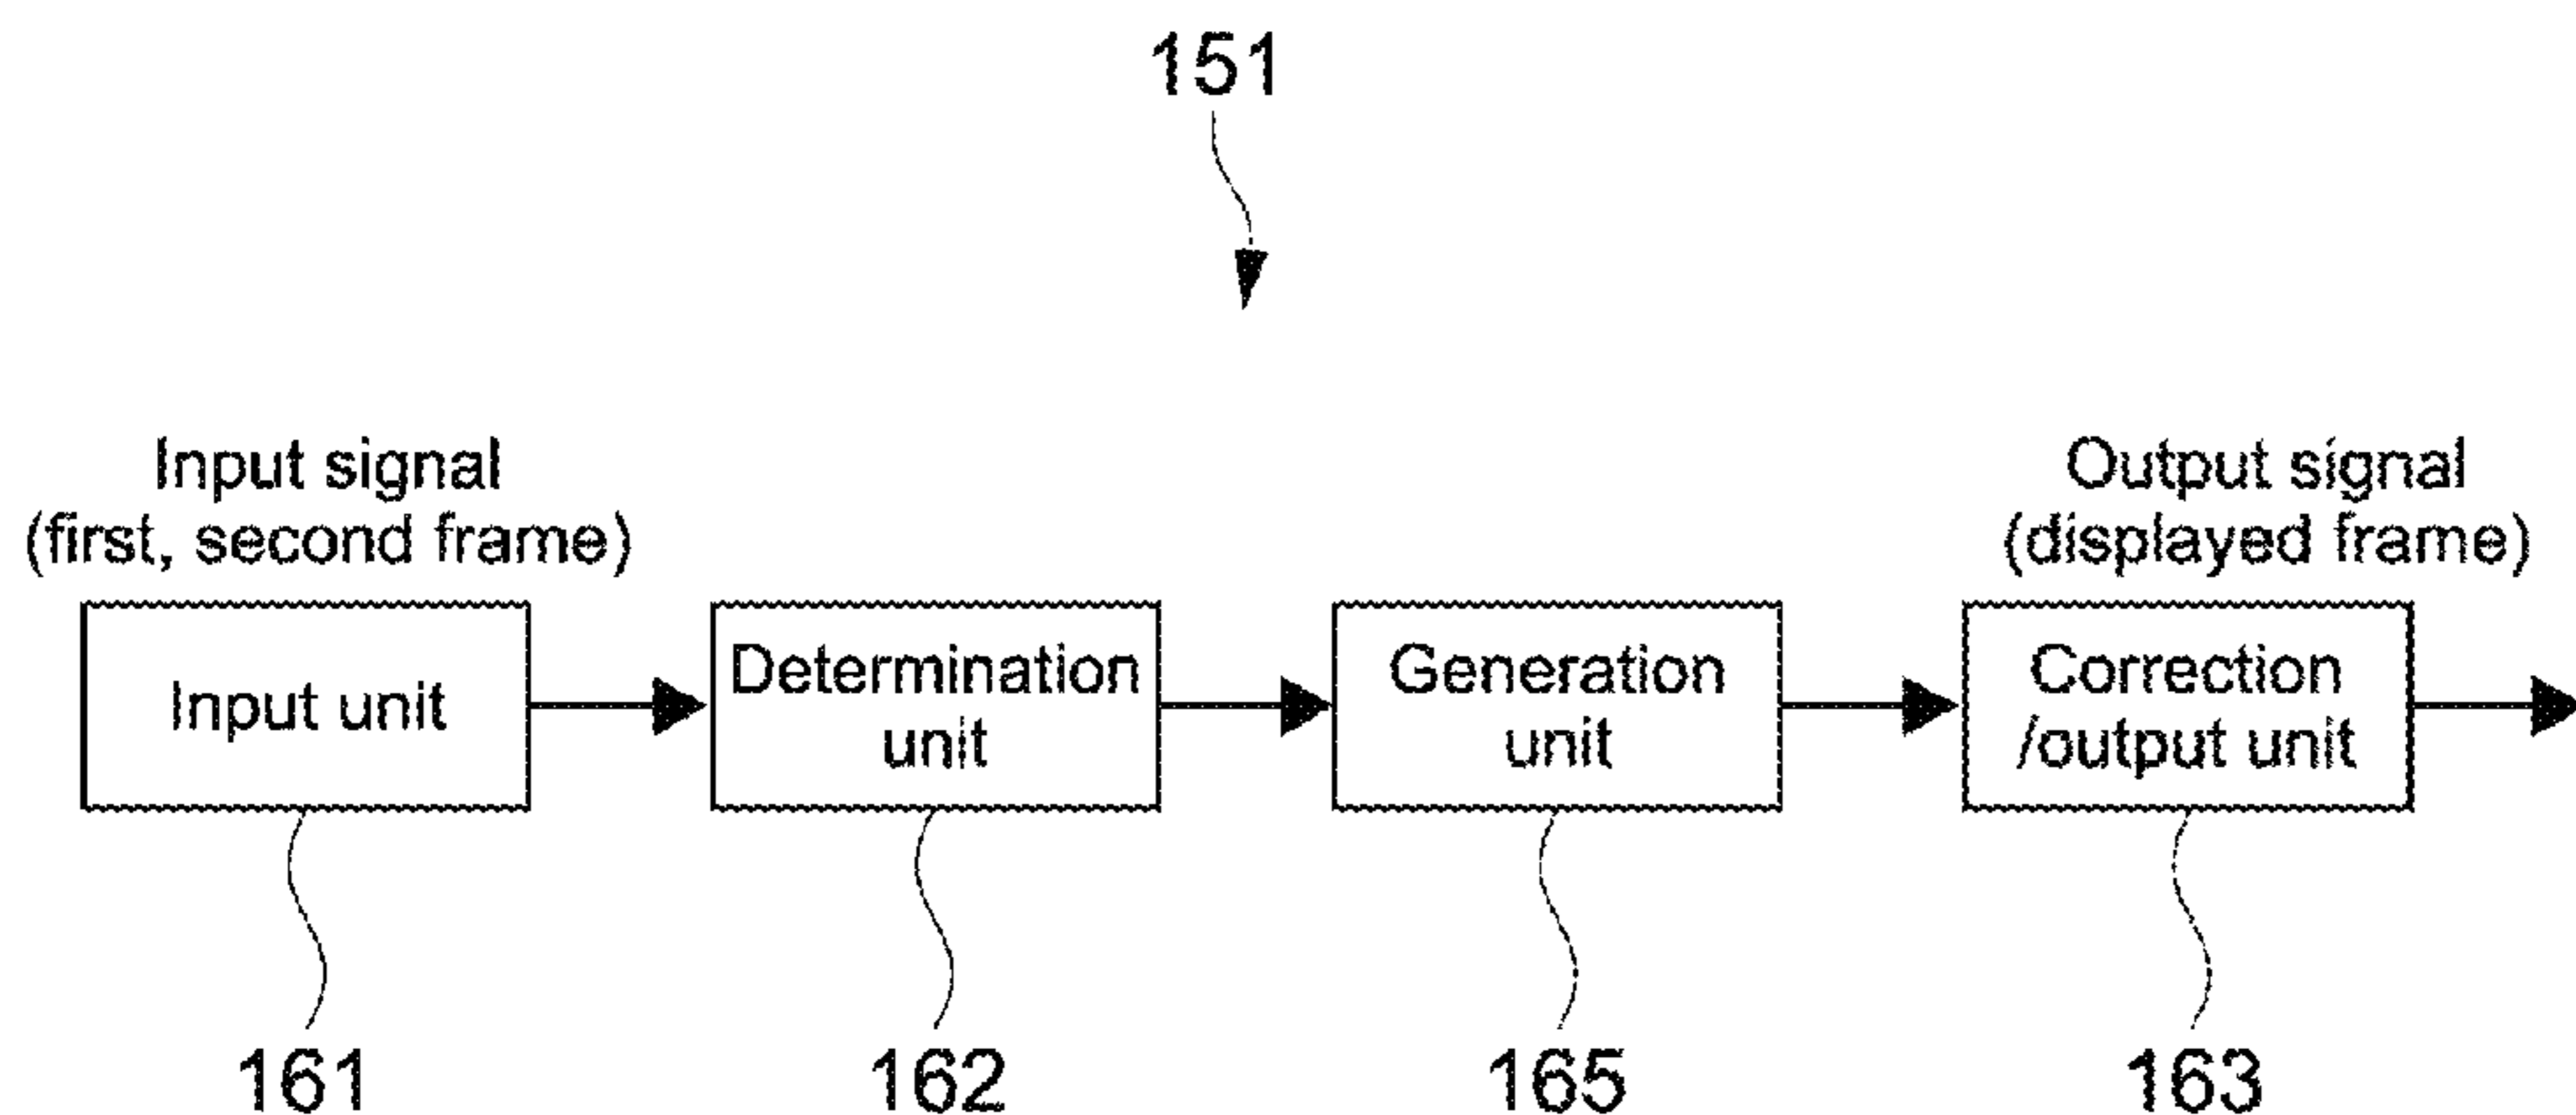 151
Input signal
(first, second frame)
Output signal
(displayed frame)
Input unit
Determination
unit
Generation
unit
Correction
/output unit
161
162
165
163